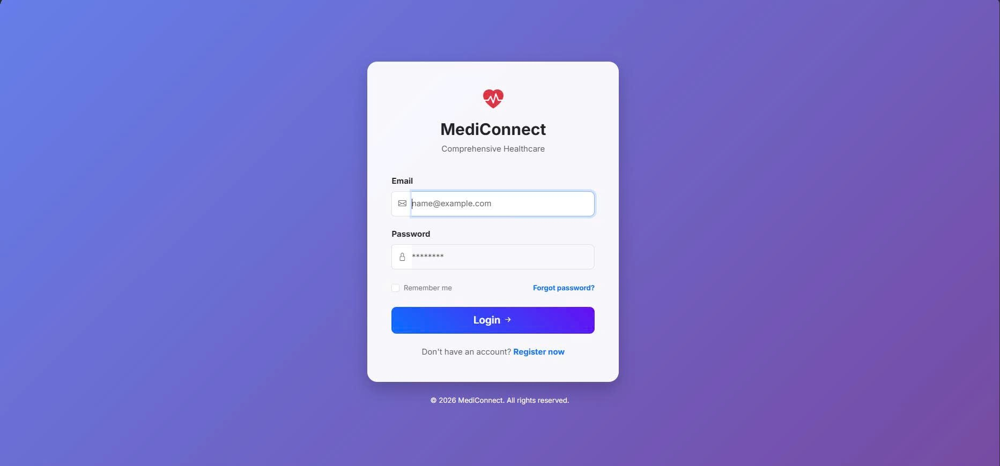 MediConnect
Comprehensive Healthcare
Email
name@example.com
Password
********
Remember me
Forgot password?
Login →
Don't have an account? Register now
© 2026 MediConnect. All rights reserved.